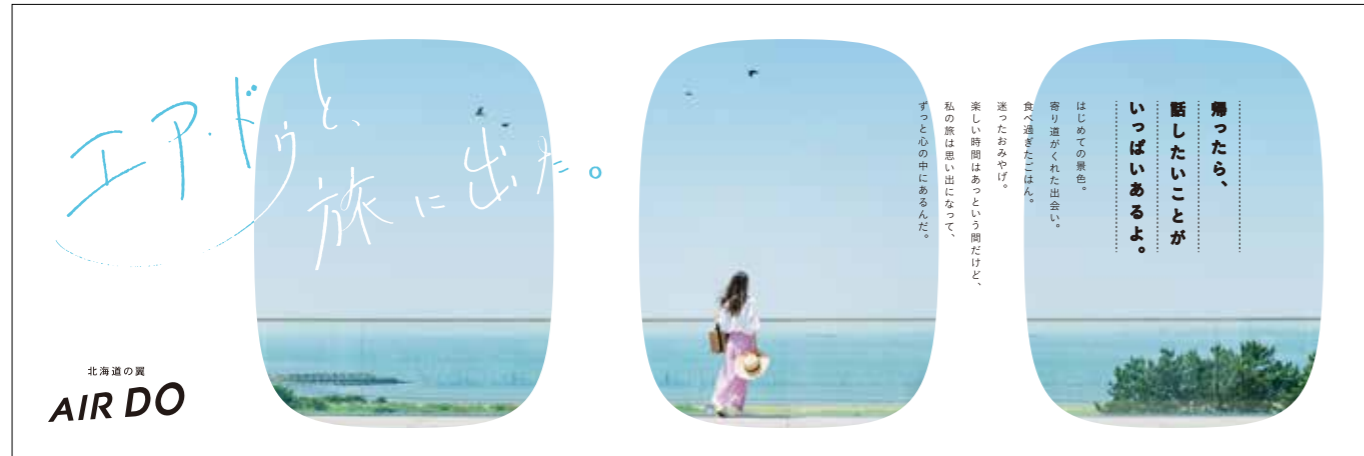 エア・ドゥと、
旅に出た。
帰ったら、
話したいことが
いっぱいあるよ。
はじめての景色。
寄り道がくれた出会い。
食べ過ぎたごはん。
迷ったおみやげ。
楽しい時間はあっという間だけど、
私の旅は思い出になって、
ずっと心の中にあるんだ。
北海道の翼
AIR DO